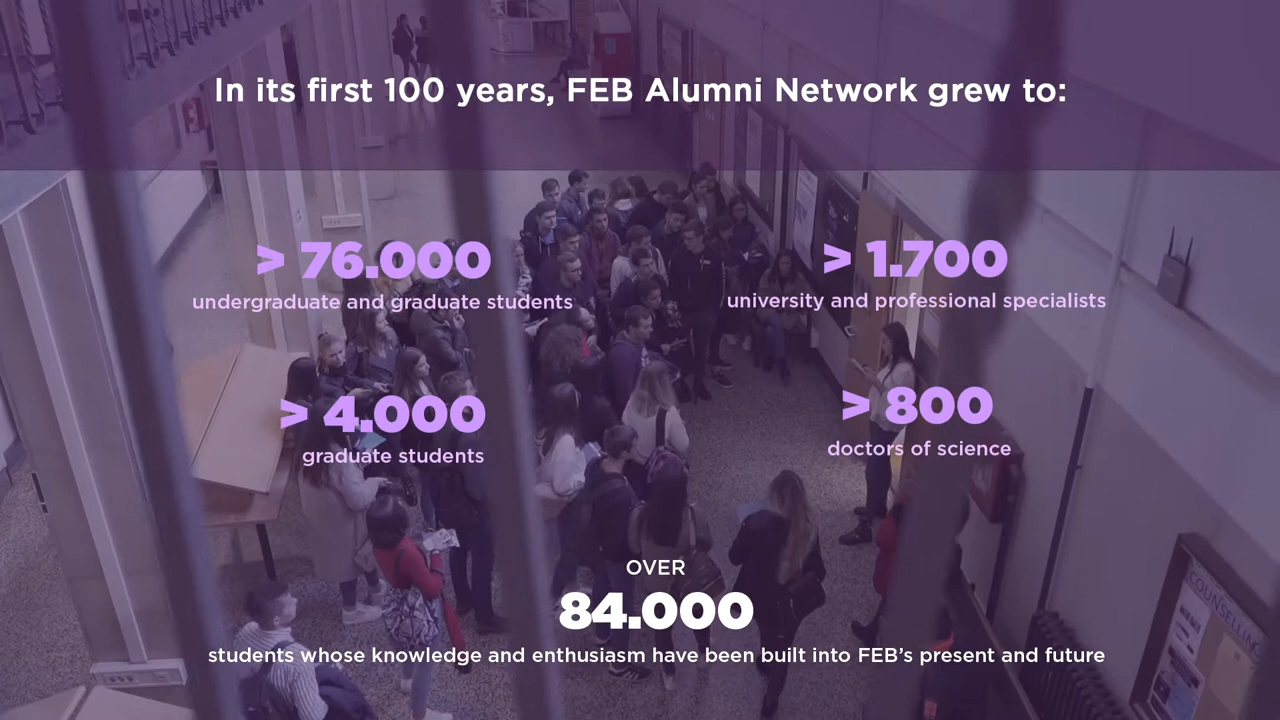 In its first 100 years, FEB Alumni Network grew to:
> 76.000
undergraduate and graduate students
> 1.700
university and professional specialists
> 4.000
graduate students
> 800
doctors of science
OVER
84.000
students whose knowledge and enthusiasm have been built into FEB's present and future
COUNSELLING